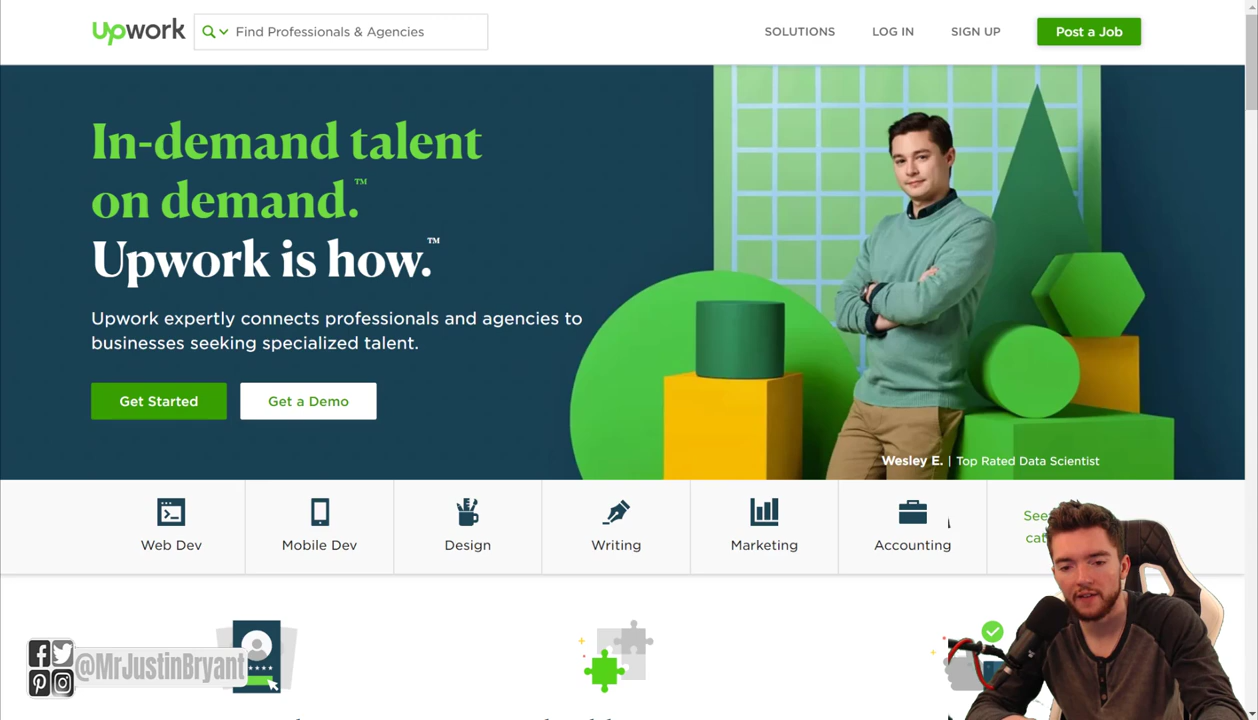 upwork
Find Professionals & Agencies
SOLUTIONS
LOG IN
SIGN UP
Post a Job
In-demand talent
on demand.™
Upwork is how.™
Upwork expertly connects professionals and agencies to
businesses seeking specialized talent.
Get Started
Get a Demo
Wesley E. | Top Rated Data Scientist
Web Dev
Mobile Dev
Design
Writing
Marketing
Accounting
See
@MrJustinBryant